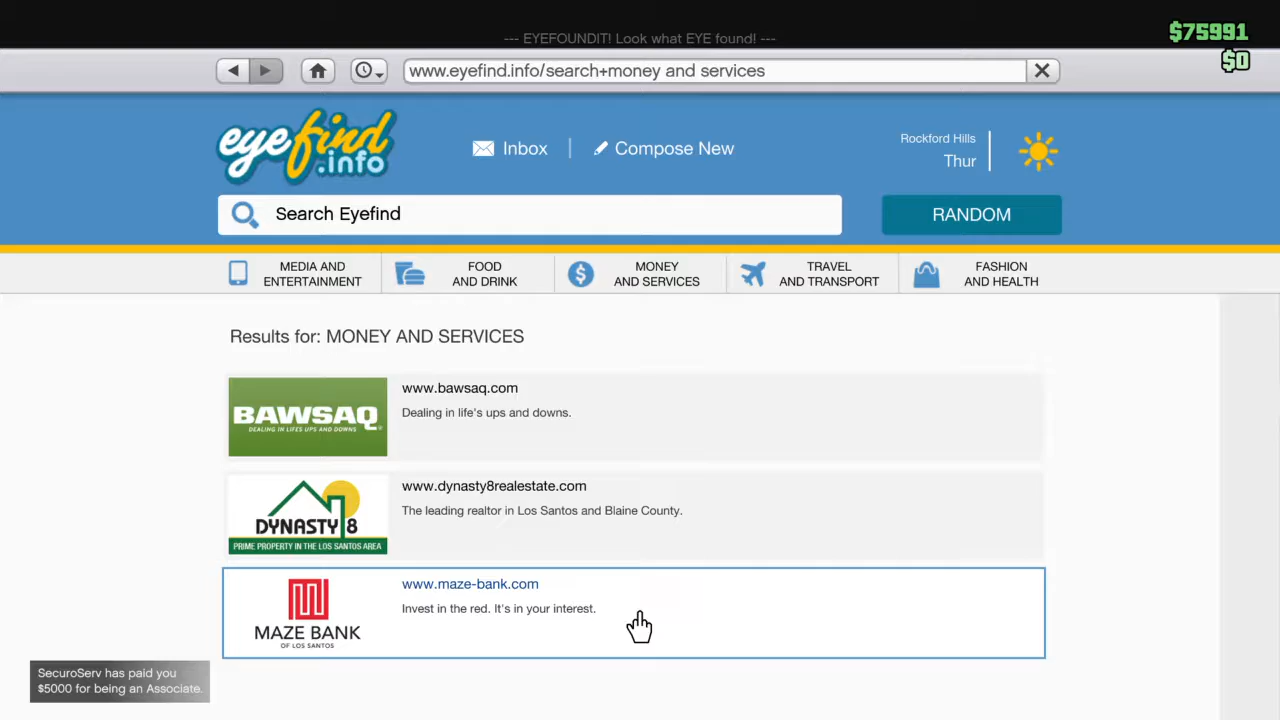 --- EYEFOUNDIT! Look what EYE found! ---
$75991
$0
www.eyefind.info/search+money and services
eyefind
.info
Inbox
Compose New
Rockford Hills
Thur
Search Eyefind
RANDOM
MEDIA AND
ENTERTAINMENT
FOOD
AND DRINK
MONEY
AND SERVICES
TRAVEL
AND TRANSPORT
FASHION
AND HEALTH
Results for: MONEY AND SERVICES
BAWSAQ
DEALING IN LIFES UPS AND DOWNS
www.bawsaq.com
Dealing in life's ups and downs.
DYNASTY 8
PRIME PROPERTY IN THE LOS SANTOS AREA
www.dynasty8realestate.com
The leading realtor in Los Santos and Blaine County.
MAZE BANK
OF LOS SANTOS
www.maze-bank.com
Invest in the red. It's in your interest.
SecuroServ has paid you
$5000 for being an Associate.